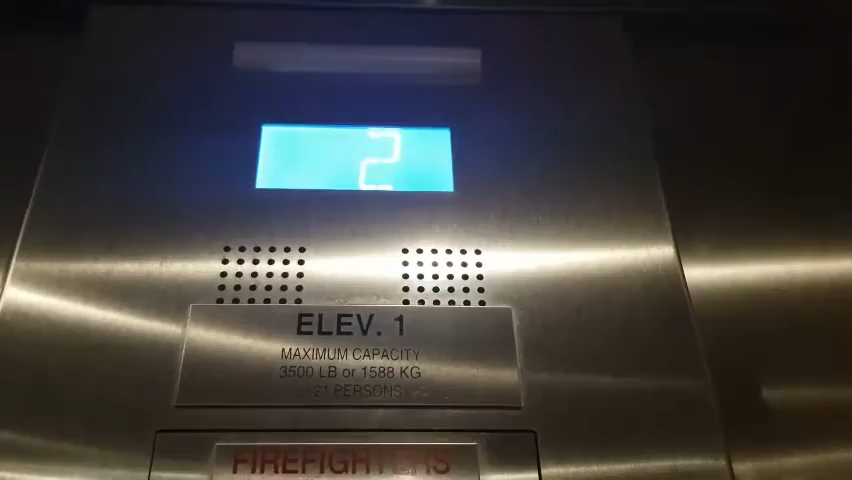 2
ELEV. 1
MAXIMUM CAPACITY
3500 LB or 1588 KG
21 PERSONS
FIREFIGHTERS